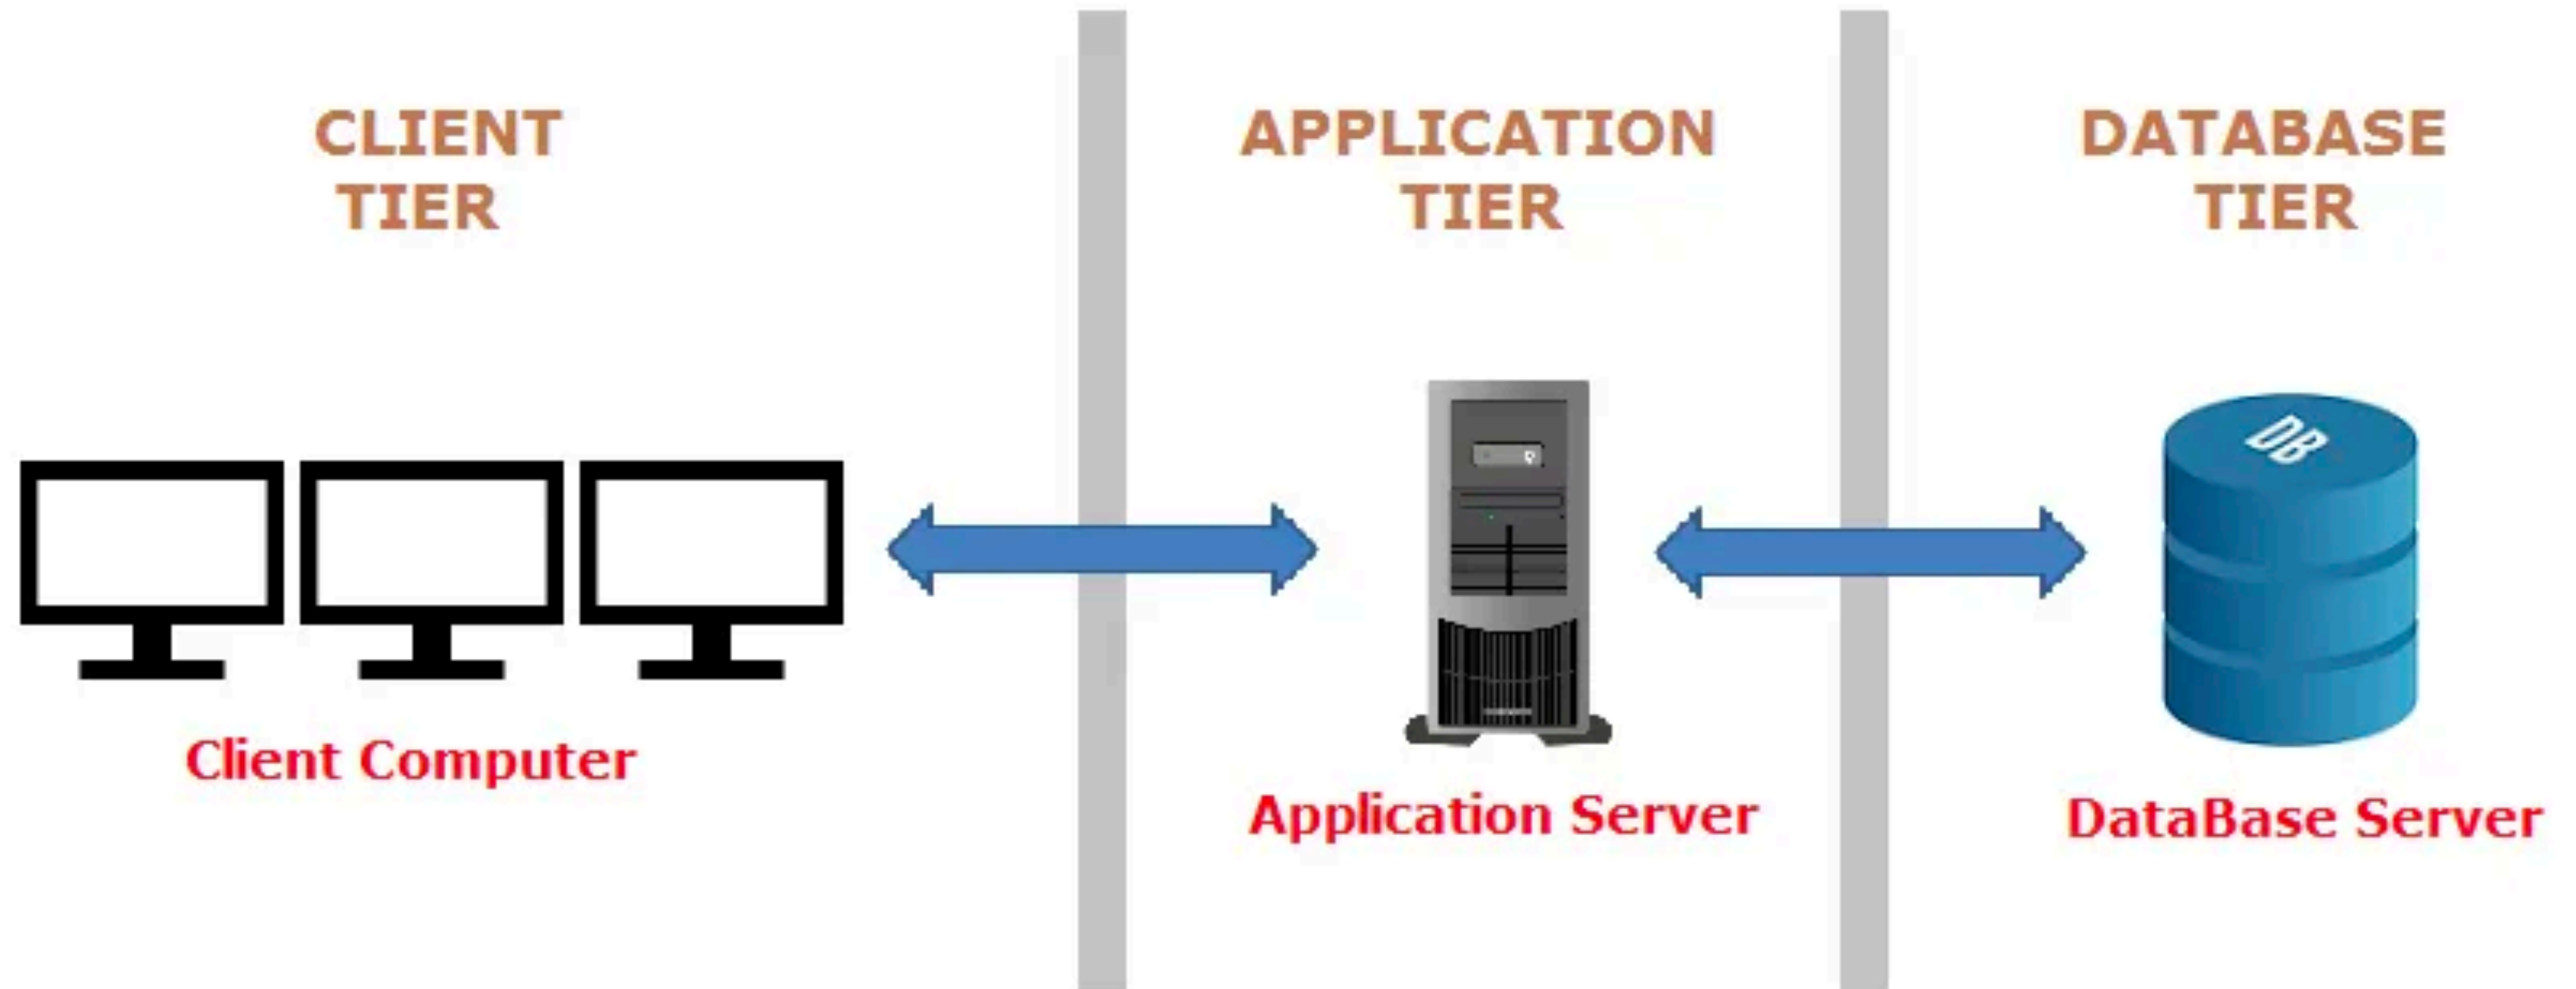 CLIENT
TIER
APPLICATION
TIER
DATABASE
TIER
DB
Client Computer
Application Server
DataBase Server